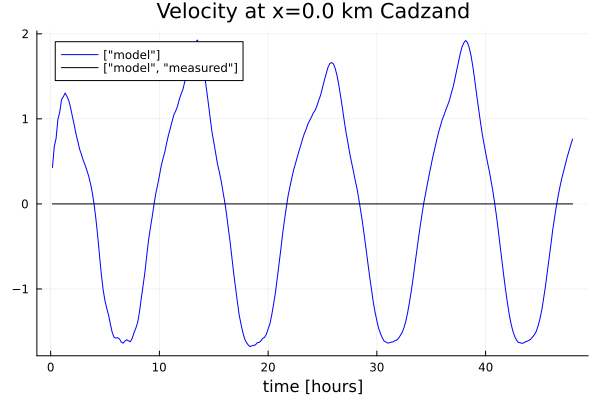 Velocity at x=0.0 km Cadzand
["model"]
["model", "measured"]
2
1
0
−1
0
10
20
30
40
time [hours]